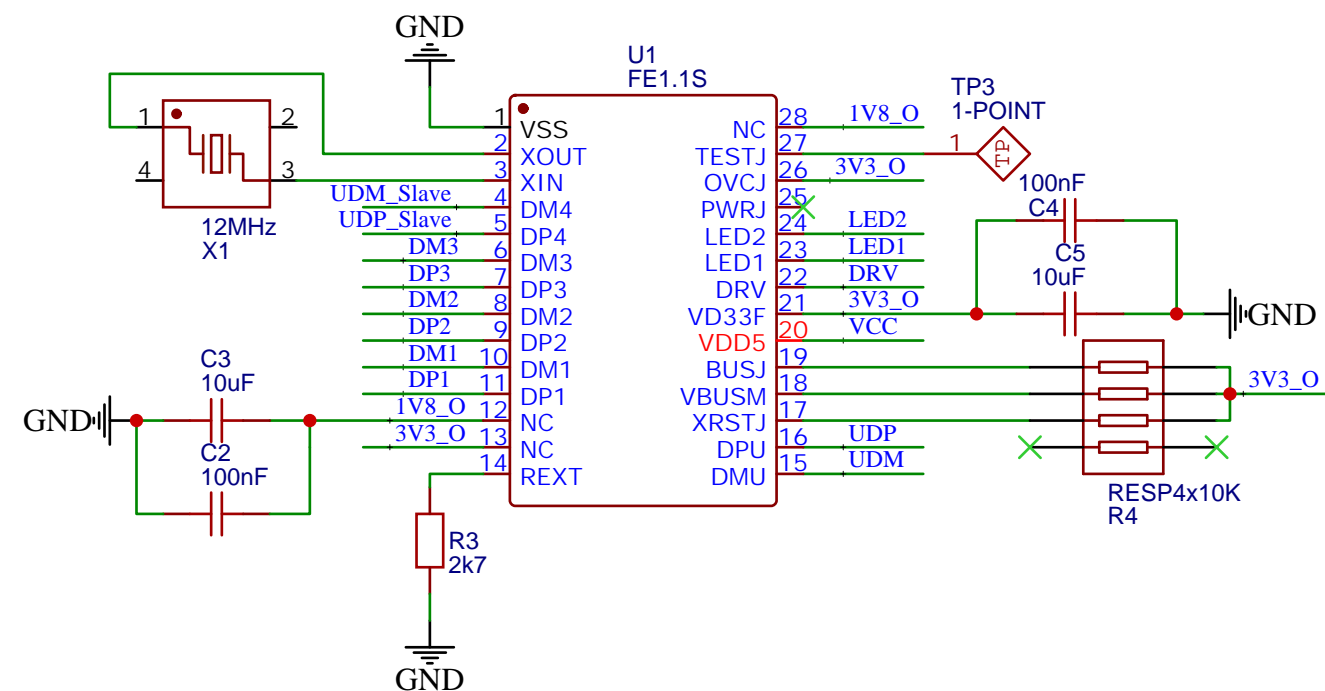 GND
U1
FE1.1S
TP3
1-POINT
1
2
4
3
12MHz
X1
1
VSS
2
XOUT
3
XIN
UDM_Slave
4
DM4
UDP_Slave
5
DP4
DM3
6
DM3
DP3
7
DP3
DM2
8
DM2
DP2
9
DP2
DM1
10
DM1
DP1
11
DP1
1V8_O
12
NC
3V3_O
13
NC
14
REXT
28
NC
1V8_O
27
TESTJ
1
TP
26
OVCJ
3V3_O
25
PWRJ
24
LED2
LED2
23
LED1
LED1
22
DRV
DRV
21
VD33F
3V3_O
20
VDD5
VCC
19
BUSJ
18
VBUSM
17
XRSTJ
16
DPU
UDP
15
DMU
UDM
100nF
C4
C5
10uF
GND
3V3_O
RESP4x10K
R4
C3
10uF
GND
C2
100nF
R3
2k7
GND